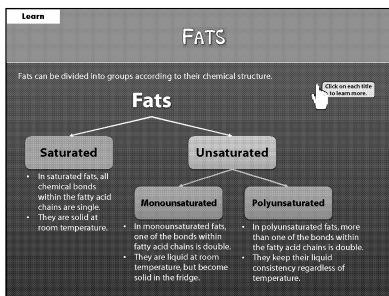 Learn
FATS
Fats can be divided into groups according to their chemical structure.
Click on each title
to learn more.
Fats
Saturated
Unsaturated
• In saturated fats, all
chemical bonds
within the fatty acid
chains are single.
• They are solid at
room temperature.
Monounsaturated
Polyunsaturated
• In monounsaturated fats,
one of the bonds within
fatty acid chains is double.
• They are liquid at room
temperature, but become
solid in the fridge.
• In polyunsaturated fats, more
than one of the bonds within
the fatty acid chains is double.
• They keep their liquid
consistency regardless of
temperature.